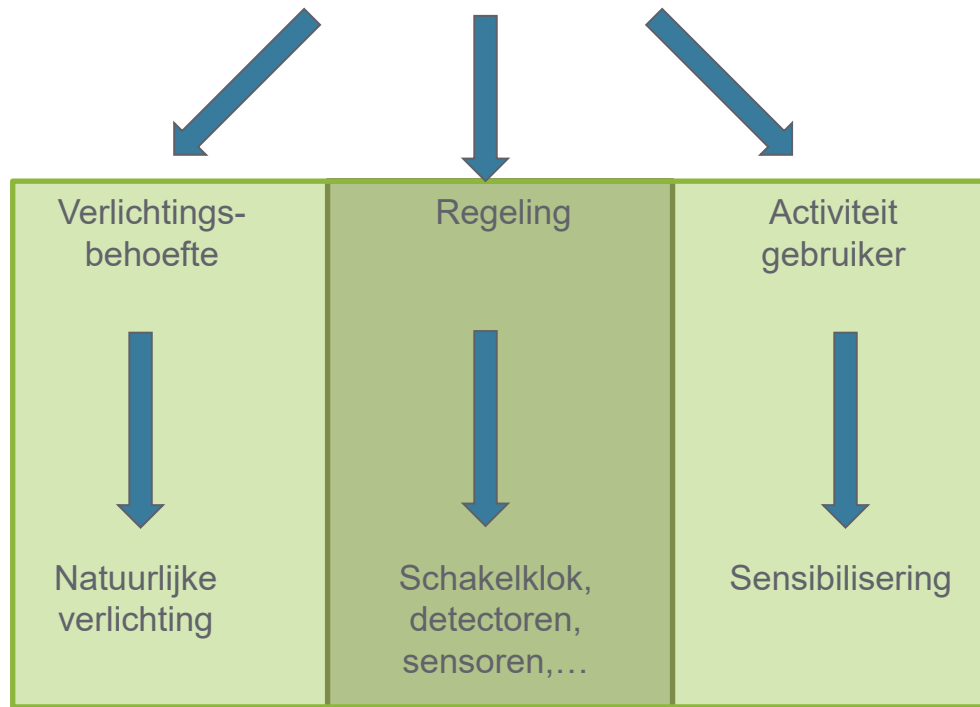 Verlichtings-
behoefte
Regeling
Activiteit
gebruiker
Natuurlijke
verlichting
Schakelklok,
detectoren,
sensoren,…
Sensibilisering